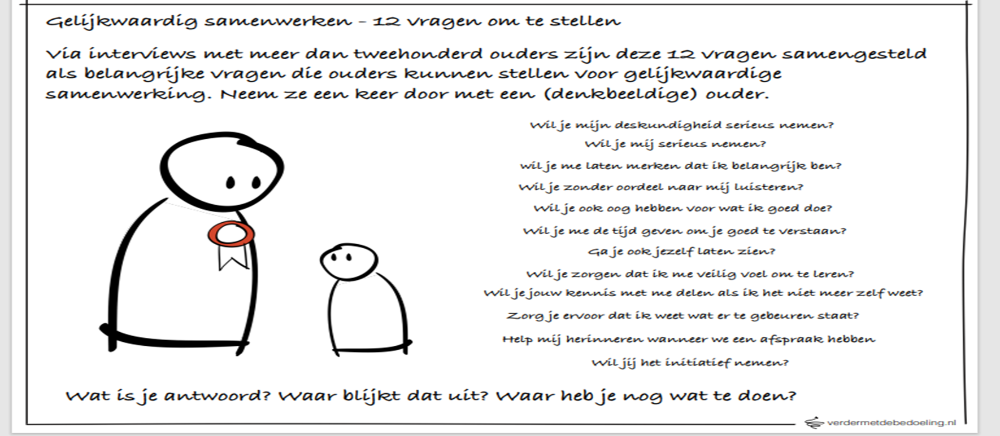 Gelijkwaardig samenwerken - 12 vragen om te stellen
Via interviews met meer dan tweehonderd ouders zijn deze 12 vragen samengesteld
als belangrijke vragen die ouders kunnen stellen voor gelijkwaardige
samenwerking. Neem ze een keer door met een (denkbeeldige) ouder.
Wil je mijn deskundigheid serieus nemen?
Wil je mij serieus nemen?
wil je me laten merken dat ik belangrijk ben?
Wil je zonder oordeel naar mij luisteren?
Wil je ook oog hebben voor wat ik goed doe?
Wil je me de tijd geven om je goed te verstaan?
Ga je ook jezelf laten zien?
Wil je zorgen dat ik me veilig voel om te leren?
Wil je jouw kennis met me delen als ik het niet meer zelf weet?
Zorg je ervoor dat ik weet wat er te gebeuren staat?
Help mij herinneren wanneer we een afspraak hebben
Wil jij het initiatief nemen?
Wat is je antwoord? Waar blijkt dat uit? Waar heb je nog wat te doen?
verdermetdebedoeling.nl